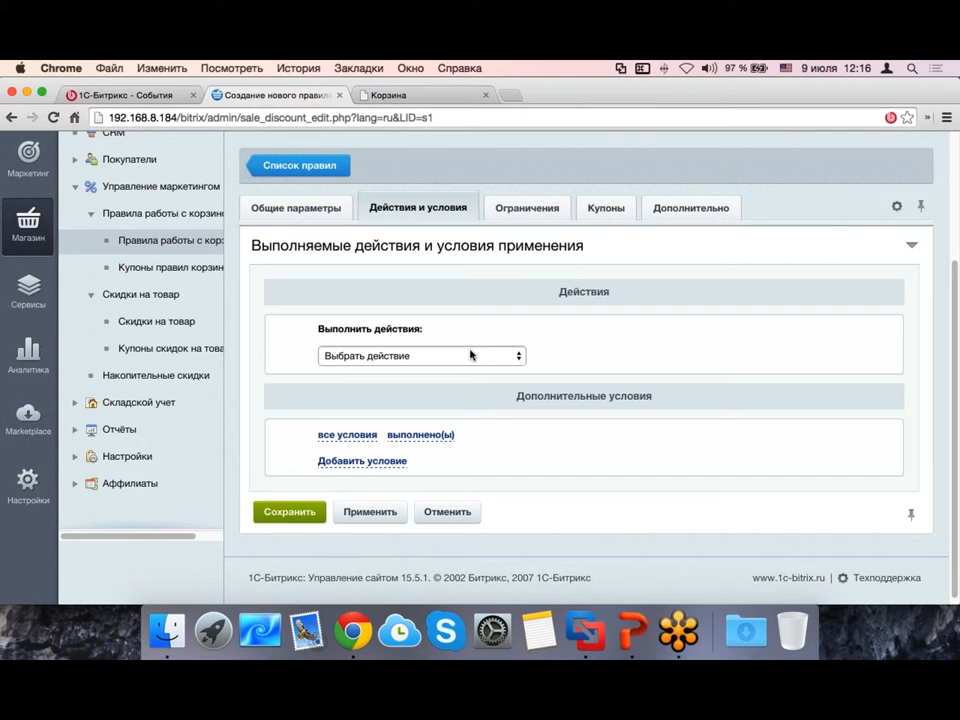 Chrome Файл Изменить Посмотреть История Закладки Окно Справка 97 % 9 июля 12:16
1С-Битрикс - События × Создание нового правил × Корзина ×
192.168.8.184/bitrix/admin/sale_discount_edit.php?lang=ru&LID=s1
Маркетинг
Магазин
Сервисы
Аналитика
Marketplace
Настройки
CRM
Покупатели
Управление маркетингом
Правила работы с корзино
Правила работы с корз
Купоны правил корзин
Скидки на товар
Скидки на товар
Купоны скидок на това
Накопительные скидки
Складской учет
Отчёты
Настройки
Аффилиаты
Список правил
Общие параметры Действия и условия Ограничения Купоны Дополнительно
Выполняемые действия и условия применения
Действия
Выполнить действия:
Выбрать действие
Дополнительные условия
все условия выполнено(ы)
Добавить условие
Сохранить Применить Отменить
1С-Битрикс: Управление сайтом 15.5.1. © 2002 Битрикс, 2007 1С-Битрикс www.1c-bitrix.ru | Техподдержка